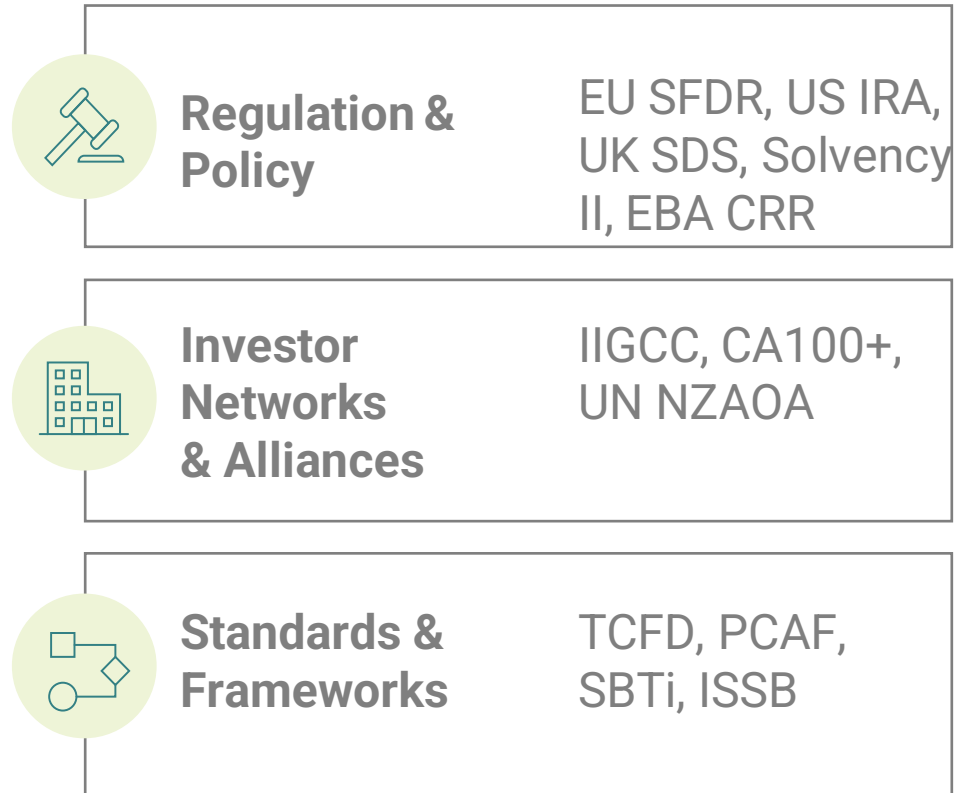 Regulation &
Policy
EU SFDR, US IRA,
UK SDS, Solvency
II, EBA CRR
Investor
Networks
& Alliances
IIGCC, CA100+,
UN NZAOA
Standards &
Frameworks
TCFD, PCAF,
SBTi, ISSB